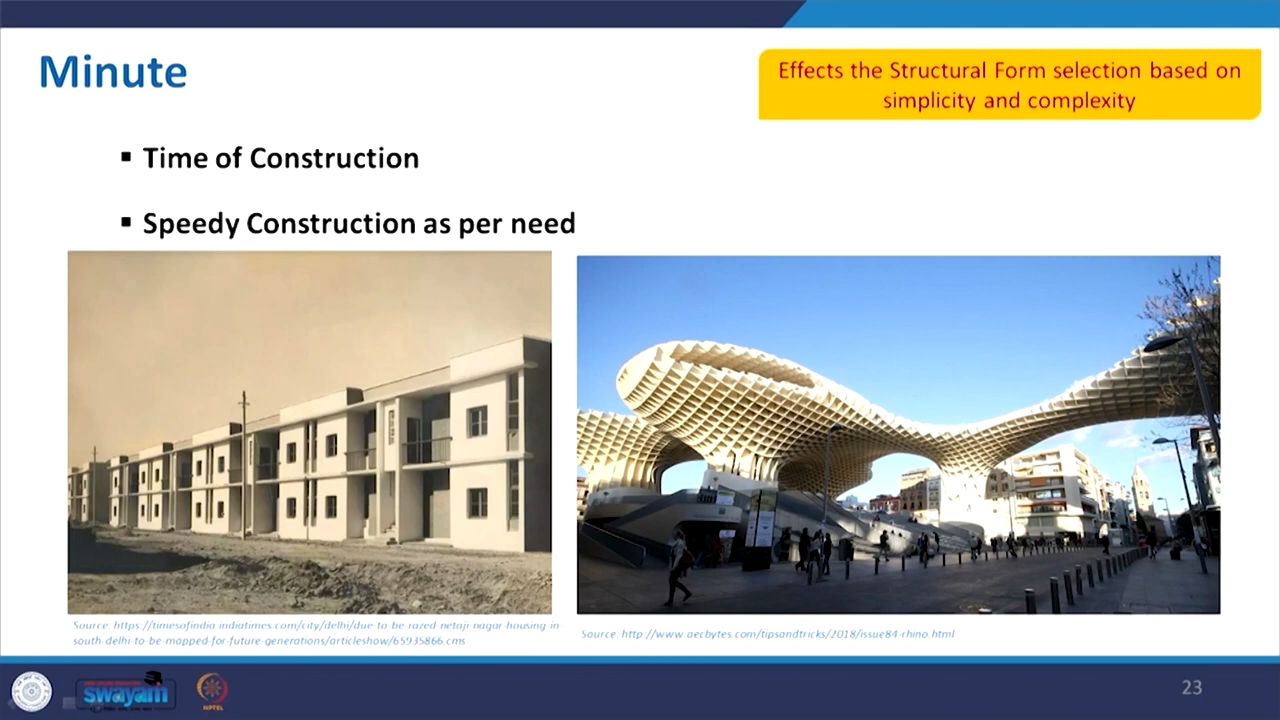 Minute
Effects the Structural Form selection based on
simplicity and complexity
▪ Time of Construction
▪ Speedy Construction as per need
Source: https://timesofindia.indiatimes.com/city/delhi/due-to-be-razed-netaji-nagar-housing-in-
south-delhi-to-be-mapped-for-future-generations/articleshow/65935866.cms
Source: http://www.aecbytes.com/tipsandtricks/2018/issue84-rhino.html
swayam
NPTEL
23